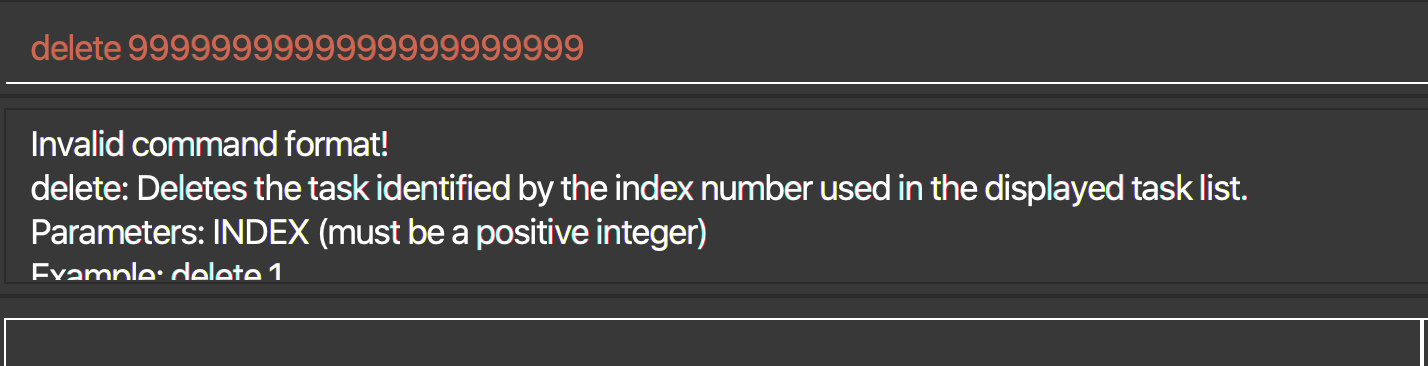 delete 9999999999999999999999
Invalid command format!
delete: Deletes the task identified by the index number used in the displayed task list.
Parameters: INDEX (must be a positive integer)
Example: delete 1